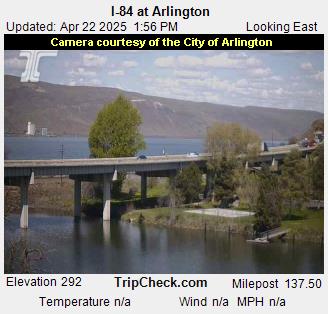 I-84 at Arlington
Updated: Apr 22 2025 1:56 PM Looking East
Camera courtesy of the City of Arlington
Elevation 292 TripCheck.com Milepost 137.50
Temperature n/a Wind n/a MPH n/a